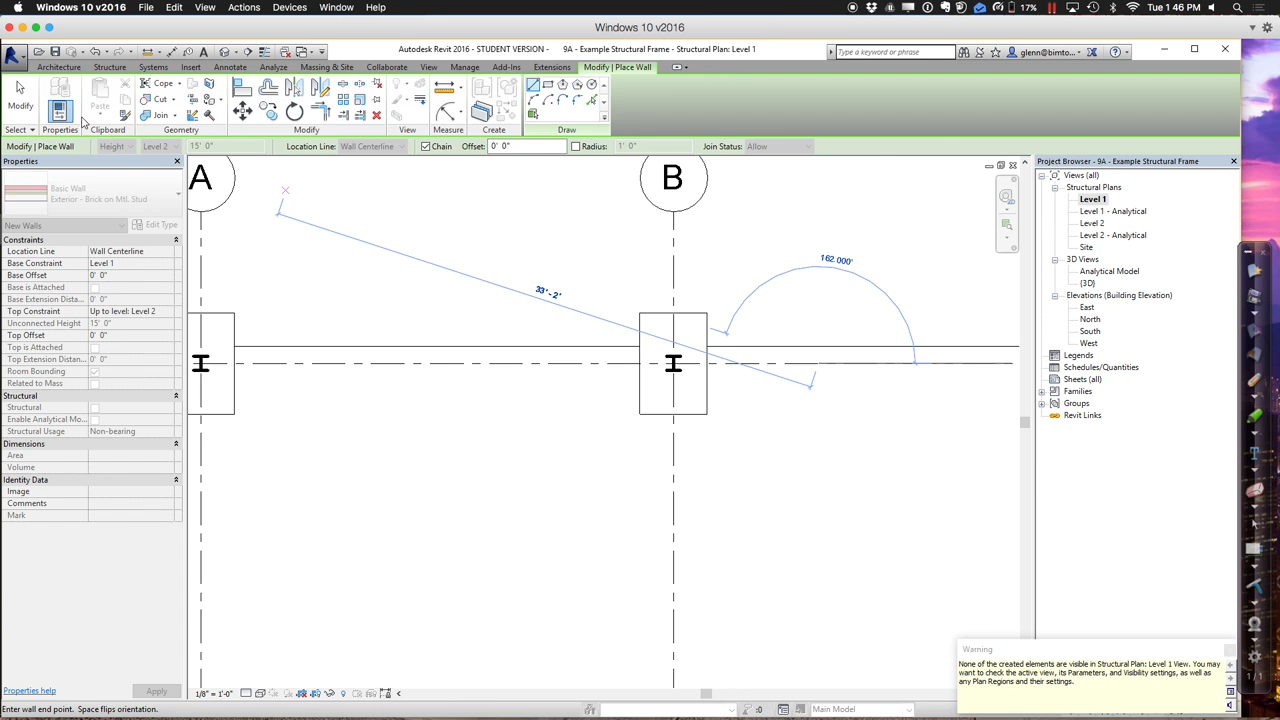 Windows 10 v2016 File Edit View Actions Devices Window Help 17% Tue 1 46 PM
Windows 10 v2016
Autodesk Revit 2016 - STUDENT VERSION - 9A - Example Structural Frame - Structural Plan: Level 1 Type a keyword or phrase glenn@bimto...
Architecture Structure Systems Insert Annotate Analyze Massing & Site Collaborate View Manage Add-Ins Extensions Modify | Place Wall
Modify Paste Cope
Cut
Join
Select Properties Clipboard Geometry Modify View Measure Create Draw
Modify | Place Wall Height Level 2 15' 0" Location Line: Wall Centerline Chain Offset: 0' 0" Radius: 1' 0" Join Status: Allow
Properties
Basic Wall
Exterior - Brick on Mtl. Stud
New Walls Edit Type
Constraints
Location Line Wall Centerline
Base Constraint Level 1
Base Offset 0' 0"
Base is Attached
Base Extension Distan... 0' 0"
Top Constraint Up to level: Level 2
Unconnected Height 15' 0"
Top Offset 0' 0"
Top is Attached
Top Extension Distanc... 0' 0"
Room Bounding
Related to Mass
Structural
Structural
Enable Analytical Mo...
Structural Usage Non-bearing
Dimensions
Area
Volume
Identity Data
Image
Comments
Mark
Properties help Apply
A
B
33' - 2"
162.000°
Project Browser - 9A - Example Structural Frame
Views (all)
Structural Plans
Level 1
Level 1 - Analytical
Level 2
Level 2 - Analytical
Site
3D Views
Analytical Model
{3D}
Elevations (Building Elevation)
East
North
South
West
Legends
Schedules/Quantities
Sheets (all)
Families
Groups
Revit Links
Warning
None of the created elements are visible in Structural Plan: Level 1 View. You may
want to check the active view, its Parameters, and Visibility settings, as well as
any Plan Regions and their settings.
1/1
1/8" = 1'-0"
Enter wall end point. Space flips orientation. :0 Main Model